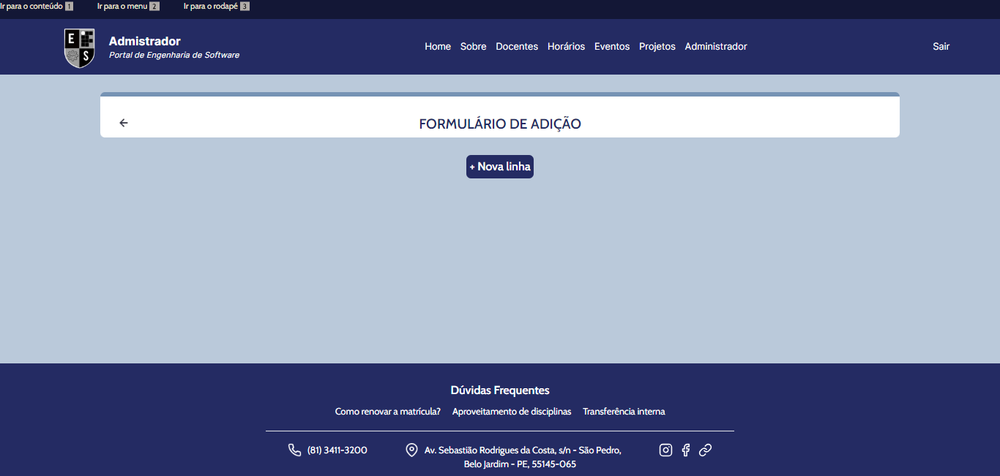 Ir para o conteúdo 1 Ir para o menu 2 Ir para o rodapé 3
E
S
Admistrador
Portal de Engenharia de Software
Home Sobre Docentes Horários Eventos Projetos Administrador Sair
FORMULÁRIO DE ADIÇÃO
+ Nova linha
Dúvidas Frequentes
Como renovar a matrícula? Aproveitamento de disciplinas Transferência interna
(81) 3411-3200
Av. Sebastião Rodrigues da Costa, s/n - São Pedro,
Belo Jardim - PE, 55145-065